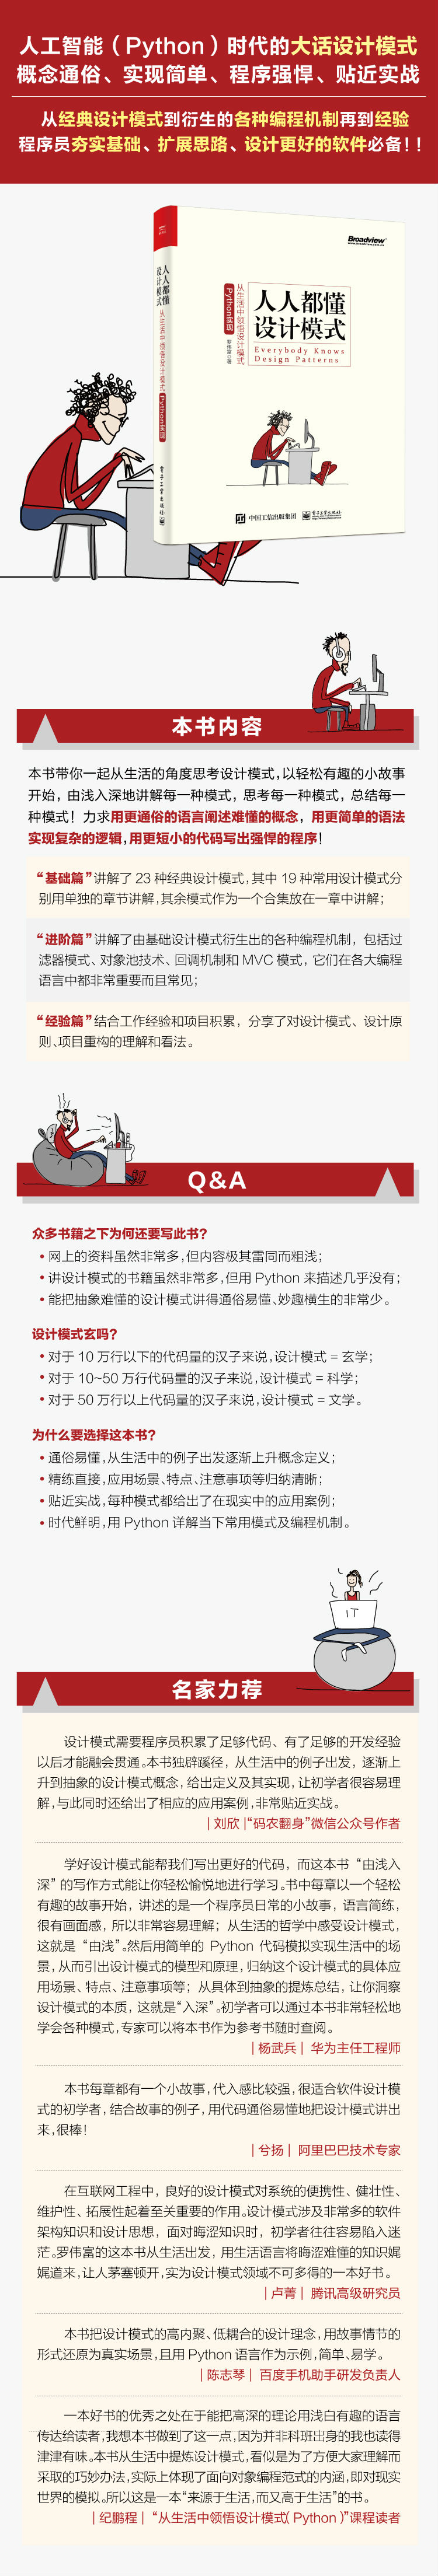 人工智能（Python）时代的大话设计模式
概念通俗、实现简单、程序强悍、贴近实战
从经典设计模式到衍生的各种编程机制再到经验
程序员夯实基础、扩展思路、设计更好的软件必备！！
Broadview
人人都懂
设计模式
从生活中领悟设计模式
Python实现
人人都懂
设计模式
从生活中领悟设计模式
Python实现
罗伟富◎著
Everybody Knows
Design Patterns
电子工业出版社
中国工信出版集团
电子工业出版社
本书内容
本书带你一起从生活的角度思考设计模式，以轻松有趣的小故事
开始，由浅入深地讲解每一种模式，思考每一种模式，总结每一
种模式！力求用更通俗的语言阐述难懂的概念，用更简单的语法
实现复杂的逻辑，用更短小的代码写出强悍的程序！
“基础篇”讲解了 23 种经典设计模式，其中 19 种常用设计模式分
别用单独的章节讲解，其余模式作为一个合集放在一章中讲解；
“进阶篇”讲解了由基础设计模式衍生出的各种编程机制，包括过
滤器模式、对象池技术、回调机制和 MVC 模式，它们在各大编程
语言中都非常重要而且常见；
“经验篇”结合工作经验和项目积累，分享了对设计模式、设计原
则、项目重构的理解和看法。
Q&A
众多书籍之下为何还要写此书？
• 网上的资料虽然非常多，但内容极其雷同而粗浅；
• 讲设计模式的书籍虽然非常多，但用 Python 来描述几乎没有；
• 能把抽象难懂的设计模式讲得通俗易懂、妙趣横生的非常少。
设计模式玄吗？
• 对于 10 万行以下的代码量的汉子来说，设计模式 = 玄学；
• 对于 10~50 万行代码量的汉子来说，设计模式 = 科学；
• 对于 50 万行以上代码量的汉子来说，设计模式 = 文学。
为什么要选择这本书？
• 通俗易懂，从生活中的例子出发逐渐上升概念定义；
• 精练直接，应用场景、特点、注意事项等归纳清晰；
• 贴近实战，每种模式都给出了在现实中的应用案例；
• 时代鲜明，用 Python 详解当下常用模式及编程机制。
IT
名家力荐
设计模式需要程序员积累了足够代码、有了足够的开发经验
以后才能融会贯通。本书独辟蹊径，从生活中的例子出发，逐渐上
升到抽象的设计模式概念，给出定义及其实现，让初学者很容易理
解，与此同时还给出了相应的应用案例，非常贴近实战。
| 刘欣 |“码农翻身”微信公众号作者
学好设计模式能帮我们写出更好的代码，而这本书“由浅入
深”的写作方式能让你轻松愉悦地进行学习。书中每章以一个轻松
有趣的故事开始，讲述的是一个程序员日常的小故事，语言简练，
很有画面感，所以非常容易理解；从生活的哲学中感受设计模式，
这就是“由浅”。然后用简单的 Python 代码模拟实现生活中的场
景，从而引出设计模式的模型和原理，归纳这个设计模式的具体应
用场景、特点、注意事项等；从具体到抽象的提炼总结，让你洞察
设计模式的本质，这就是“入深”。初学者可以通过本书非常轻松地
学会各种模式，专家可以将本书作为参考书随时查阅。
| 杨武兵 | 华为主任工程师
本书每章都有一个小故事，代入感比较强，很适合软件设计模
式的初学者，结合故事的例子，用代码通俗易懂地把设计模式讲出
来，很棒！
| 兮扬 | 阿里巴巴技术专家
在互联网工程中，良好的设计模式对系统的便携性、健壮性、
维护性、拓展性起着至关重要的作用。设计模式涉及非常多的软件
架构知识和设计思想，面对晦涩知识时，初学者往往容易陷入迷
茫。罗伟富的这本书从生活出发，用生活语言将晦涩难懂的知识娓
娓道来，让人茅塞顿开，实为设计模式领域不可多得的一本好书。
| 卢菁 | 腾讯高级研究员
本书把设计模式的高内聚、低耦合的设计理念，用故事情节的
形式还原为真实场景，且用 Python 语言作为示例，简单、易学。
| 陈志琴 | 百度手机助手研发负责人
一本好书的优秀之处在于能把高深的理论用浅白有趣的语言
传达给读者，我想本书做到了这一点，因为并非科班出身的我也读得
津津有味。本书从生活中提炼设计模式，看似是为了方便大家理解而
采取的巧妙办法，实际上体现了面向对象编程范式的内涵，即对现实
世界的模拟。所以这是一本“来源于生活，而又高于生活”的书。
| 纪鹏程 | “从生活中领悟设计模式（Python）”课程读者